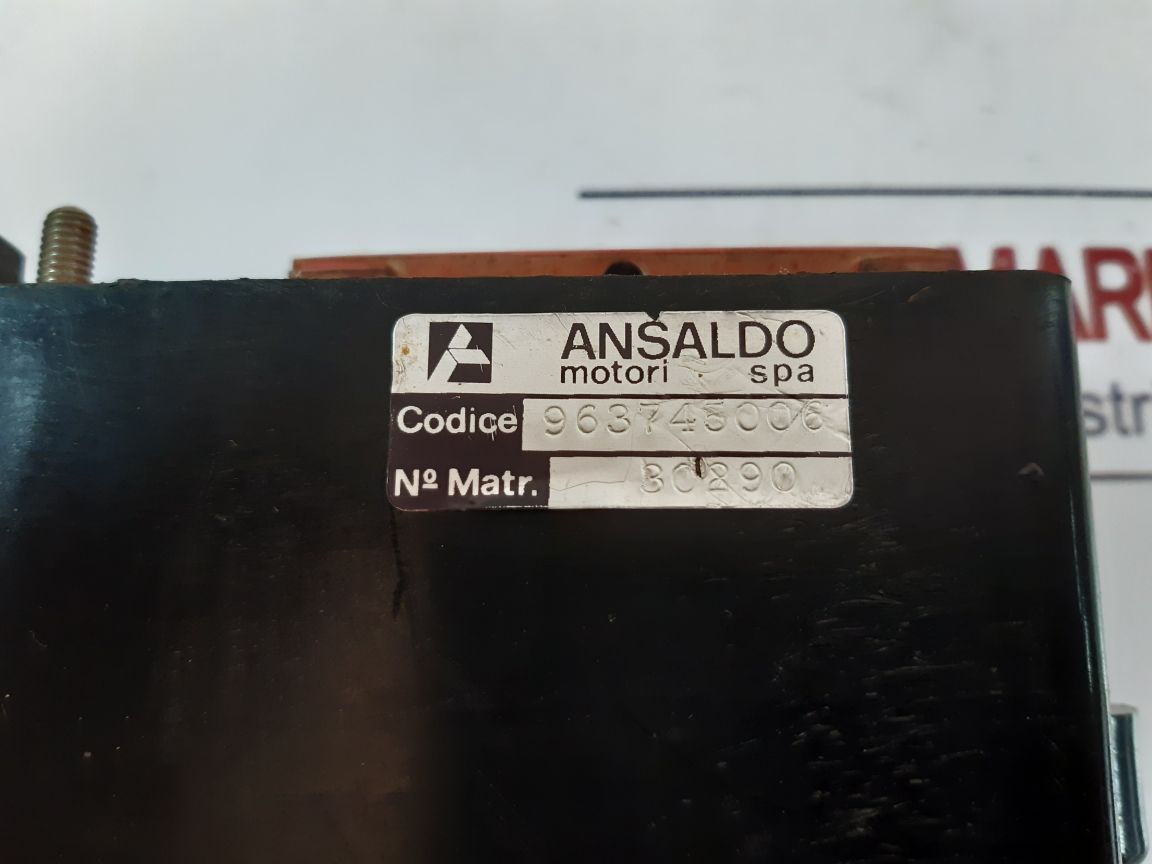 ANSALDO
motori spa
Codice 963745006
Nº Matr. 30290